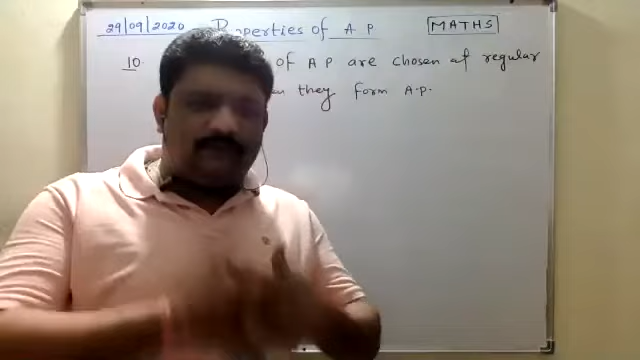 29/09/2020 Properties of A P MATHS
10. of A P are chosen at regular
they form A.P.